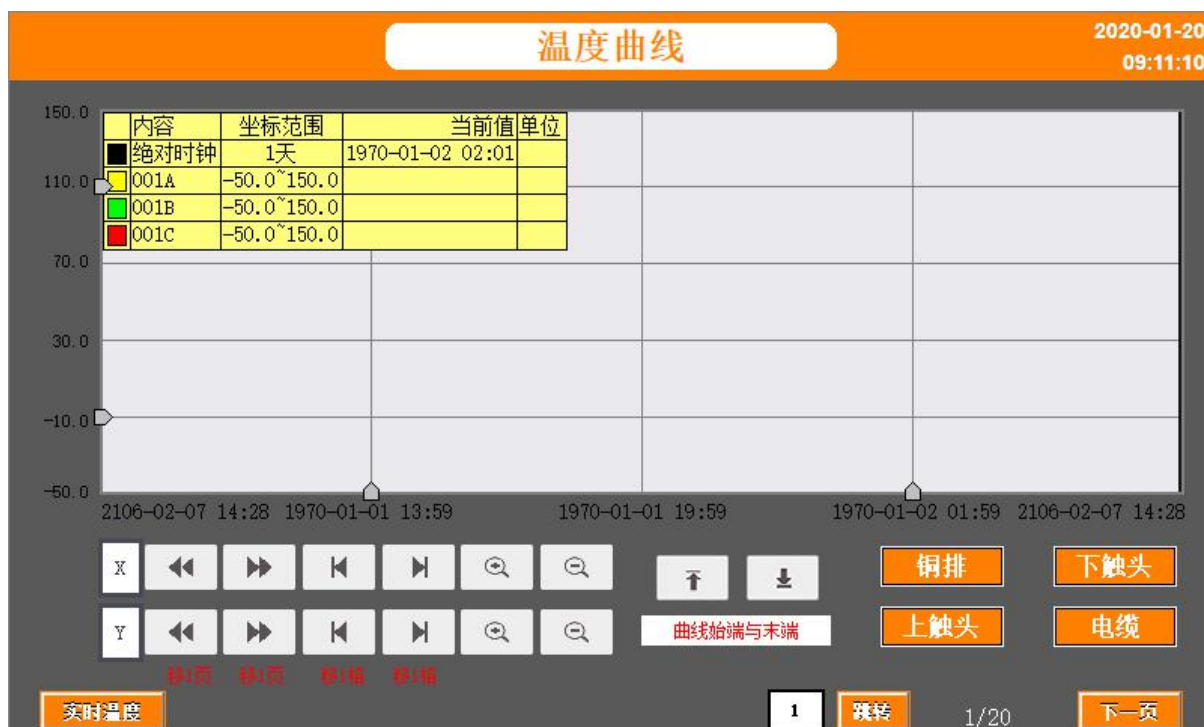 温度曲线
2020-01-20
09:11:10
150.0
110.0
70.0
30.0
-10.0
-50.0
内容 坐标范围 当前值 单位
绝对时钟 1天 1970-01-02 02:01
001A -50.0~150.0
001B -50.0~150.0
001C -50.0~150.0
2106-02-07 14:28 1970-01-01 13:59 1970-01-01 19:59 1970-01-02 01:59 2106-02-07 14:28
X
铜排 下触头
Y
曲线始端与末端
上触头 电缆
移1页 移1页 移1格 移1格
实时温度 1 跳转 1/20 下一页